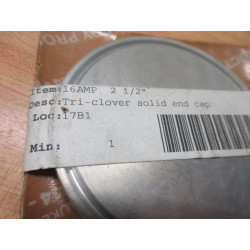 Item:16AMP 2 1/2"
Desc:Tri-clover solid end cap
Loc:17B1
Min: 1